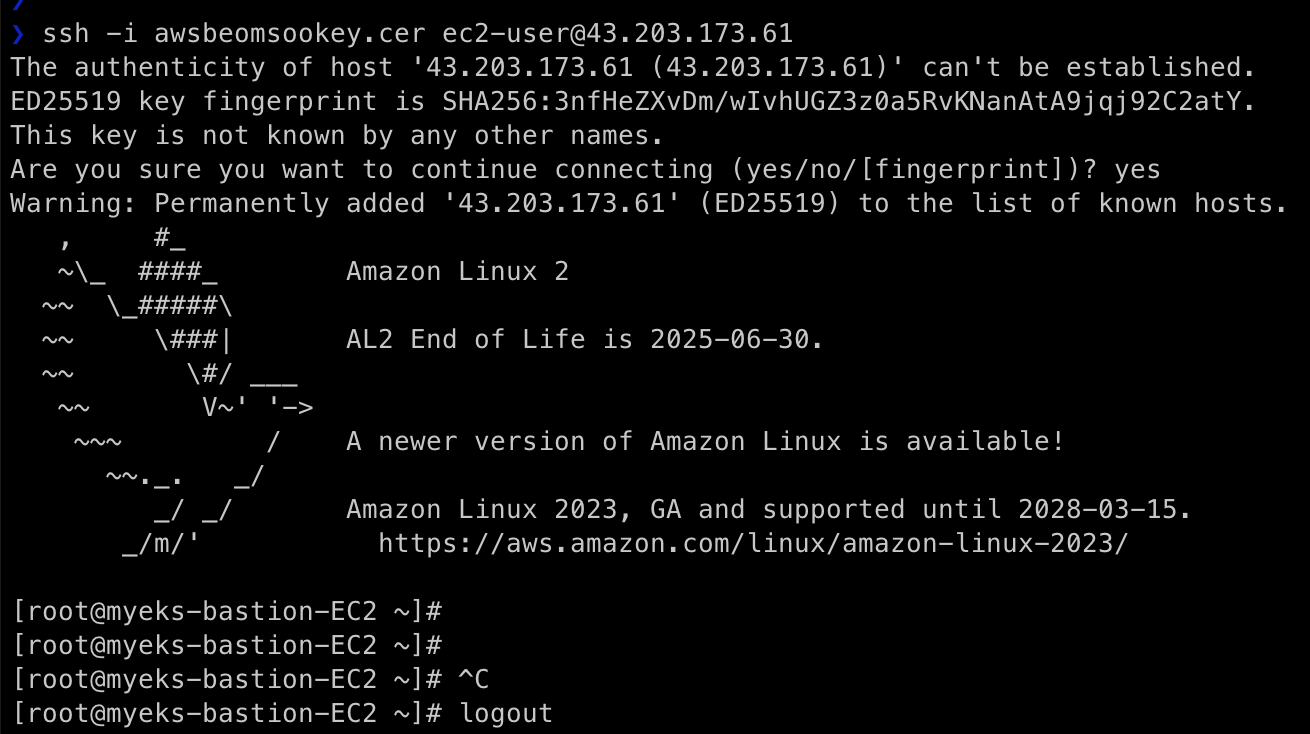 ❯ ssh -i awsbeomsookey.cer ec2-user@43.203.173.61
The authenticity of host '43.203.173.61 (43.203.173.61)' can't be established.
ED25519 key fingerprint is SHA256:3nfHeZXvDm/wIvhUGZ3z0a5RvKNanAtA9jqj92C2atY.
This key is not known by any other names.
Are you sure you want to continue connecting (yes/no/[fingerprint])? yes
Warning: Permanently added '43.203.173.61' (ED25519) to the list of known hosts.
   ,     #_
   ~\_  ####_        Amazon Linux 2
  ~~  \_#####\
  ~~     \###|       AL2 End of Life is 2025-06-30.
  ~~       \#/ ___
   ~~       V~' '->
    ~~~         /    A newer version of Amazon Linux is available!
      ~~._.   _/
         _/ _/       Amazon Linux 2023, GA and supported until 2028-03-15.
       _/m/'           https://aws.amazon.com/linux/amazon-linux-2023/
[root@myeks-bastion-EC2 ~]#
[root@myeks-bastion-EC2 ~]#
[root@myeks-bastion-EC2 ~]# ^C
[root@myeks-bastion-EC2 ~]# logout